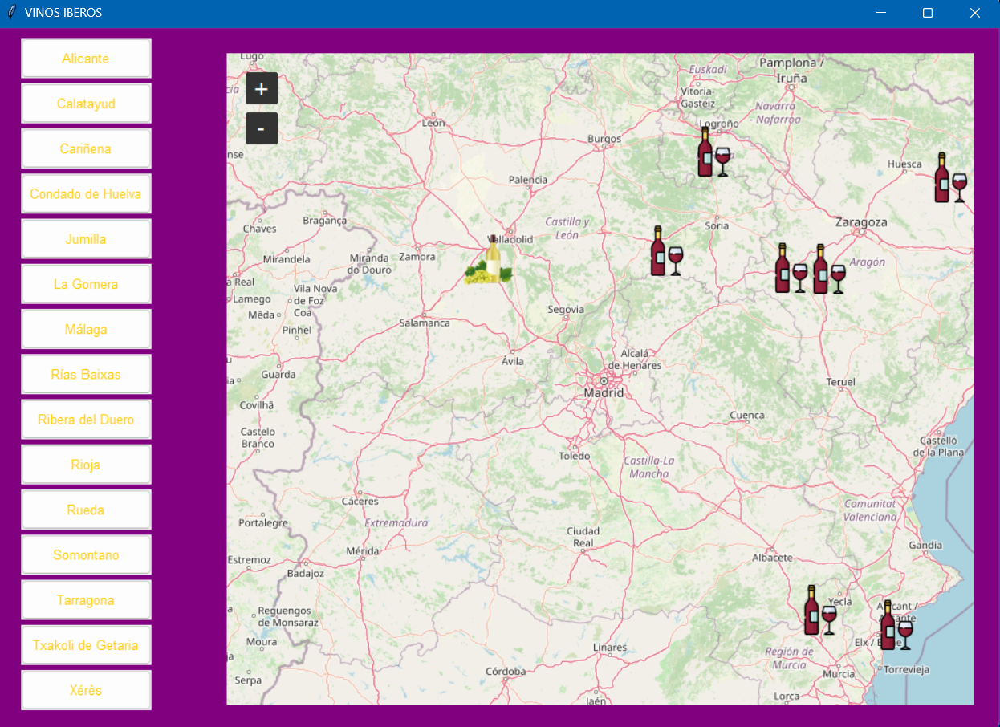 VINOS IBEROS
Alicante
Calatayud
Cariñena
Condado de Huelva
Jumilla
La Gomera
Málaga
Rías Baixas
Ribera del Duero
Rioja
Rueda
Somontano
Tarragona
Txakoli de Getaria
Xérès
+
-
Lugo
cia
nse
León
Burgos
Palencia
Euskadi
Vitoria-
Gasteiz
Pamplona /
Iruña
Navarra -
Nafarroa
Logroño
Huesca
Bragança
Chaves
Mirandela
Miranda
do Douro
Zamora
Valladolid
Castilla y
León
Soria
Zaragoza
Aragón
a Real
Lamego
Mêda
Vila Nova
de Foz
Coa
Pinhel
Salamanca
Segovia
Ávila
Alcalá
de Henares
Madrid
Guarda
Covilhã
Castelo
Branco
Teruel
Cuenca
Toledo
Castilla-La
Mancha
Castelló
de la Plana
Cáceres
Extremadura
Portalegre
Comunitat
Valenciana
Ciudad
Real
Gandia
Estremoz
Mérida
Badajoz
Albacete
Reguengos
de Monsaraz
Moura
Serpa
Yecla
Alacant /
Alicante
Elx / Elche
Linares
Región de
Murcia
Córdoba
Murcia
Torrevieja
Jaén
Lorca